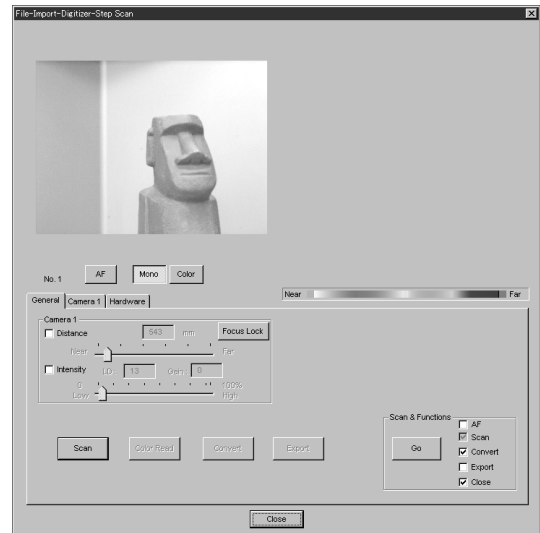 File-Import-Digitizer-Step Scan
No. 1 AF Mono Color
Near Far
General Camera 1 Hardware
Camera 1
Distance 543 mm Focus Lock
Near Far
Intensity LD 13 Gain 0
0 100%
Low High
Scan & Functions
AF
Scan
Convert
Export
Close
Go
Scan Color Read Convert Export
Close